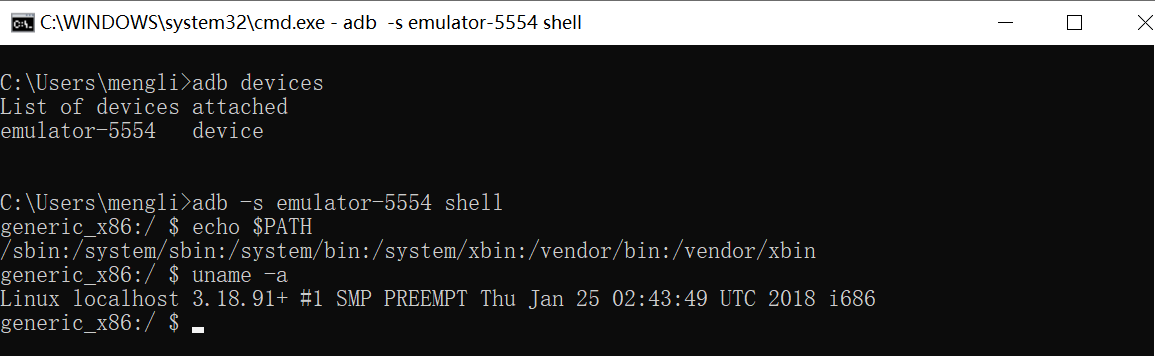 C:\WINDOWS\system32\cmd.exe - adb  -s emulator-5554 shell
C:\Users\mengli>adb devices
List of devices attached
emulator-5554   device
C:\Users\mengli>adb -s emulator-5554 shell
generic_x86:/ $ echo $PATH
/sbin:/system/sbin:/system/bin:/system/xbin:/vendor/bin:/vendor/xbin
generic_x86:/ $ uname -a
Linux localhost 3.18.91+ #1 SMP PREEMPT Thu Jan 25 02:43:49 UTC 2018 i686
generic_x86:/ $